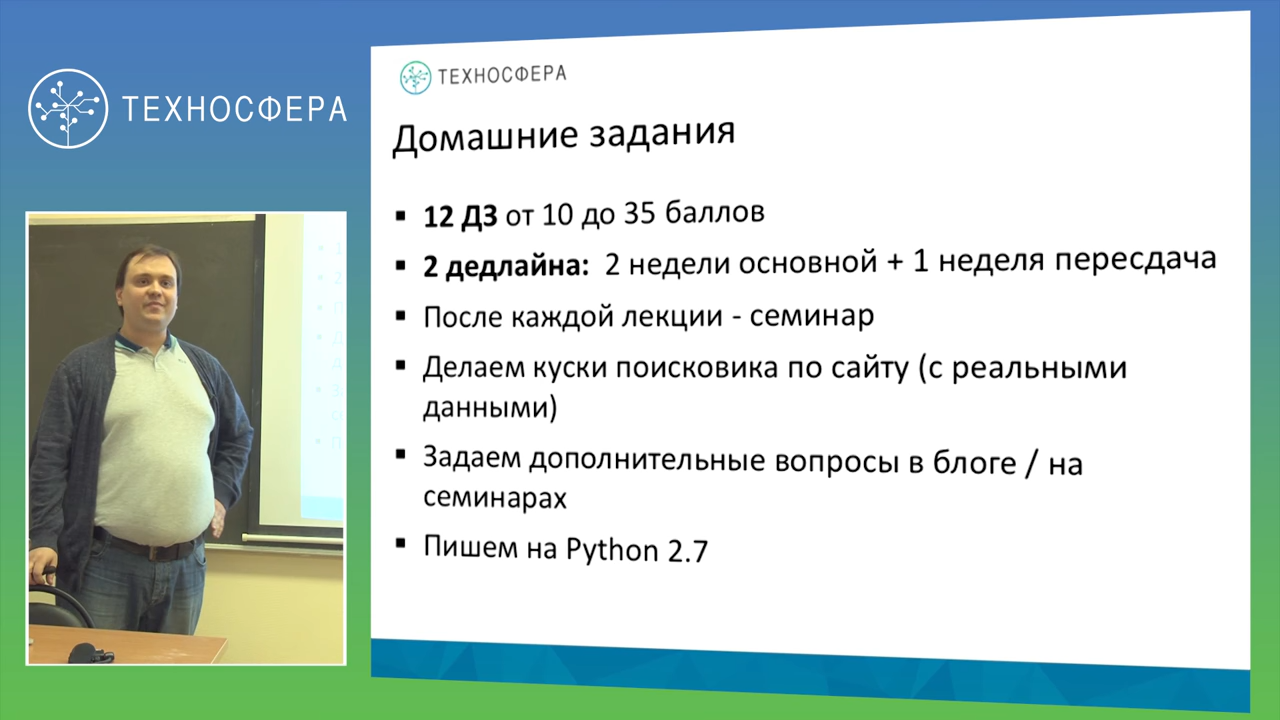 ТЕХНОСФЕРА
ТЕХНОСФЕРА
Домашние задания
▪ 12 ДЗ от 10 до 35 баллов
▪ 2 дедлайна: 2 недели основной + 1 неделя пересдача
▪ После каждой лекции - семинар
▪ Делаем куски поисковика по сайту (с реальными
данными)
▪ Задаем дополнительные вопросы в блоге / на
семинарах
▪ Пишем на Python 2.7